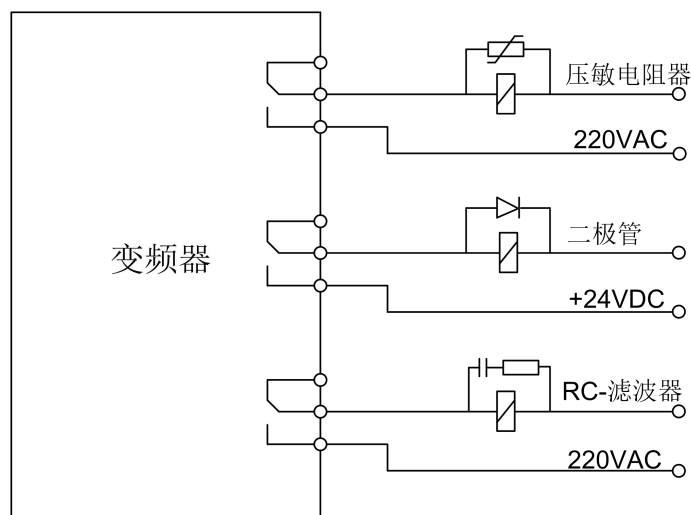 压敏电阻器
220VAC
二极管
变频器
+24VDC
RC-滤波器
220VAC